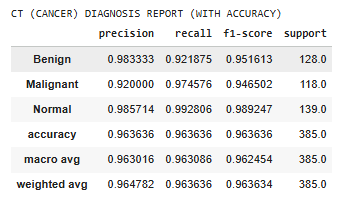 CT (CANCER) DIAGNOSIS REPORT (WITH ACCURACY)
precision recall f1-score support
Benign 0.983333 0.921875 0.951613 128.0
Malignant 0.920000 0.974576 0.946502 118.0
Normal 0.985714 0.992806 0.989247 139.0
accuracy 0.963636 0.963636 0.963636 385.0
macro avg 0.963016 0.963086 0.962454 385.0
weighted avg 0.964782 0.963636 0.963634 385.0